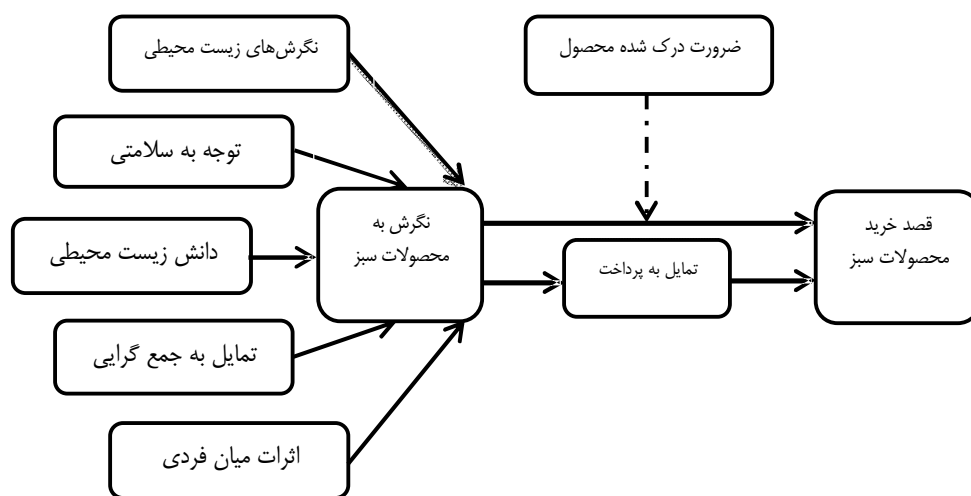 نگرش‌های زیست محیطی
ضرورت درک شده محصول
توجه به سلامتی
نگرش به
محصولات سبز
قصد خرید
محصولات سبز
دانش زیست محیطی
تمایل به پرداخت
تمایل به جمع گرایی
اثرات میان فردی